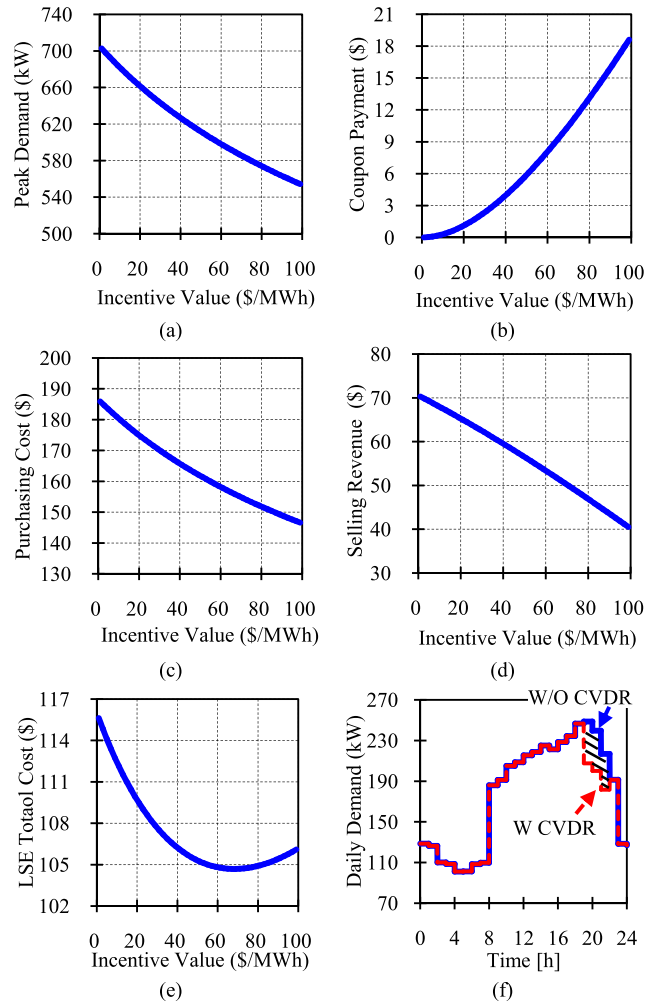 740
700
660
620
580
540
500
Peak Demand (kW)
0 20 40 60 80 100
Incentive Value ($/MWh)
(a)
21
18
15
12
9
6
3
0
Coupon Payment ($)
0 20 40 60 80 100
Incentive Value ($/MWh)
(b)
200
190
180
170
160
150
140
130
Purchasing Cost ($)
0 20 40 60 80 100
Incentive Value ($/MWh)
(c)
80
70
60
50
40
30
Selling Revenue ($)
0 20 40 60 80 100
Incentive Value ($/MWh)
(d)
117
114
111
108
105
102
LSE Totaol Cost ($)
0 20 40 60 80 100
Incentive Value ($/MWh)
(e)
270
230
190
150
110
70
Daily Demand (kW)
W/O CVDR
W CVDR
0 4 8 12 16 20 24
Time [h]
(f)